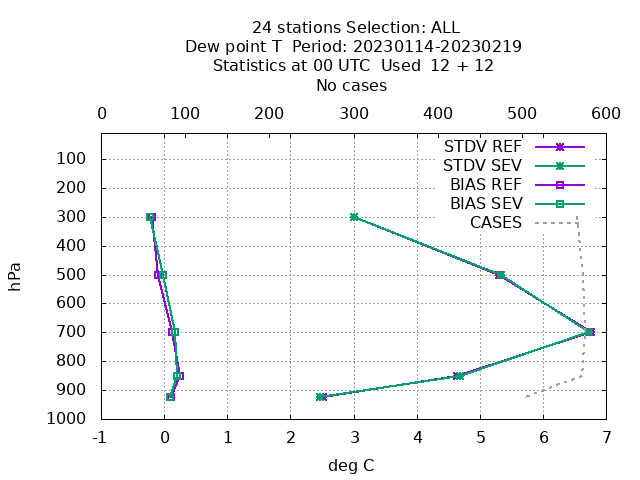 24 stations Selection: ALL
Dew point T  Period: 20230114-20230219
Statistics at 00 UTC  Used  12 + 12
No cases
0 100 200 300 400 500 600
STDV REF
STDV SEV
BIAS REF
BIAS SEV
CASES
100
200
300
400
500
600
700
800
900
1000
hPa
-1 0 1 2 3 4 5 6 7
deg C